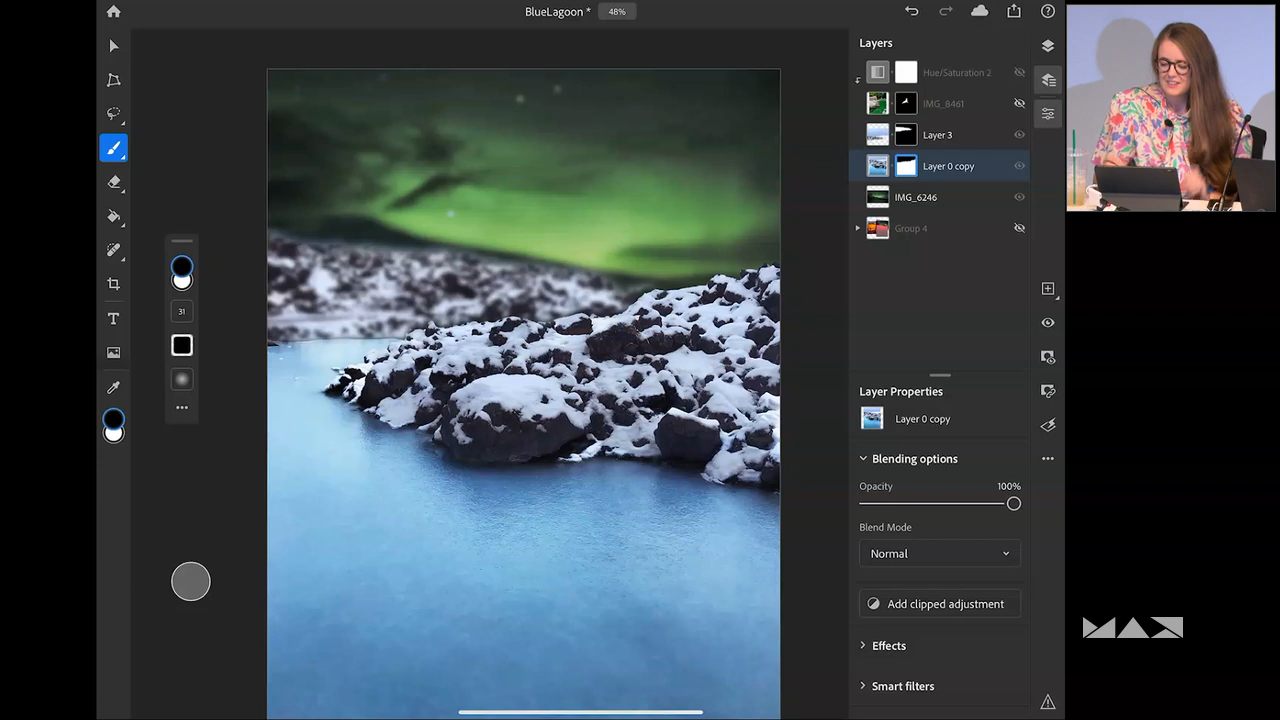 BlueLagoon *
48%
Layers
Hue/Saturation 2
IMG_8461
Layer 3
Layer 0 copy
IMG_6246
Group 4
31
T
Layer Properties
Layer 0 copy
Blending options
Opacity
100%
Blend Mode
Normal
Add clipped adjustment
Effects
Smart filters
MAX